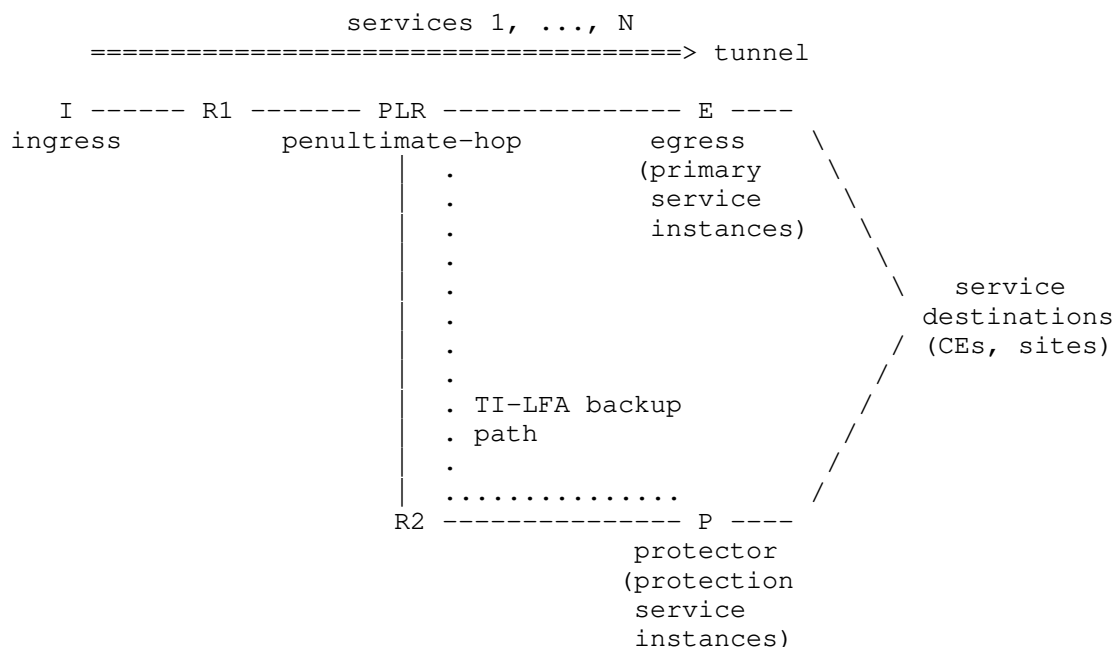 services 1, ..., N
=====================================> tunnel
I ------ R1 ------- PLR --------------- E ----
ingress penultimate-hop egress \
| . (primary \
| . service \
| . instances) \
| . \
| . \
| . \ service
| . destinations
| . / (CEs, sites)
| . /
| . TI-LFA backup /
| . path /
| . /
| ............... /
R2 --------------- P ----
protector
(protection
service
instances)